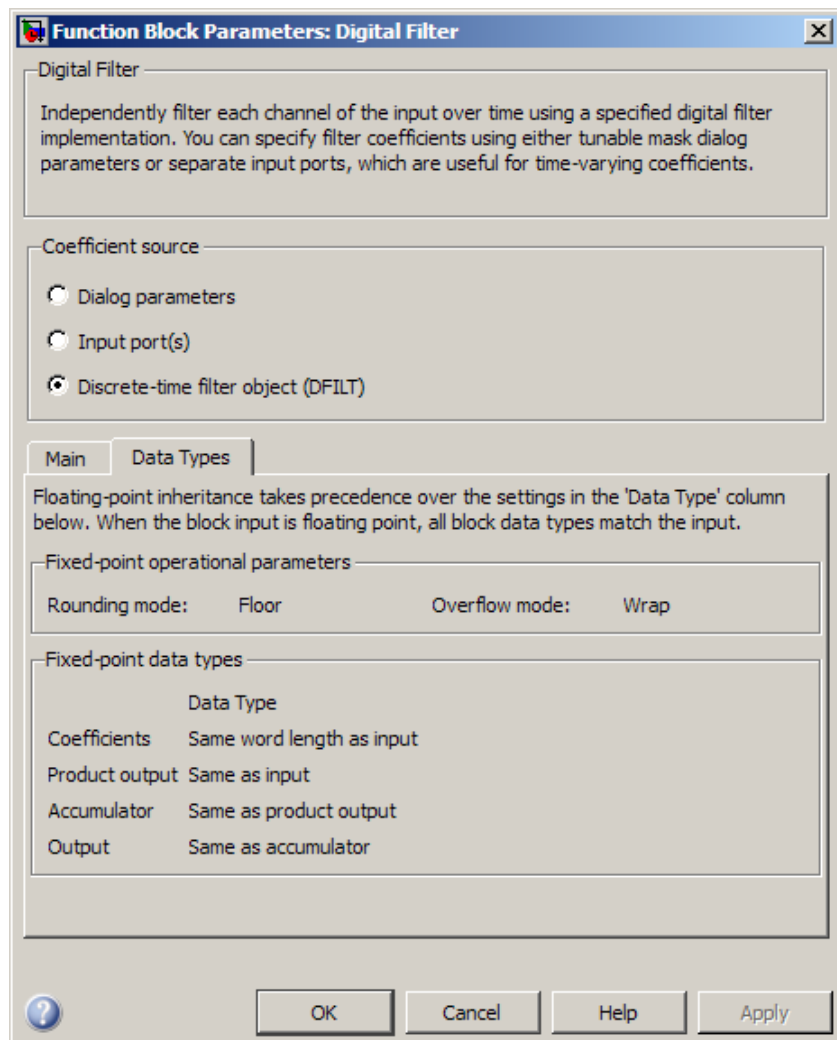 Function Block Parameters: Digital Filter
Digital Filter
Independently filter each channel of the input over time using a specified digital filter
implementation. You can specify filter coefficients using either tunable mask dialog
parameters or separate input ports, which are useful for time-varying coefficients.
Coefficient source
Dialog parameters
Input port(s)
Discrete-time filter object (DFILT)
Main Data Types
Floating-point inheritance takes precedence over the settings in the 'Data Type' column
below. When the block input is floating point, all block data types match the input.
Fixed-point operational parameters
Rounding mode: Floor Overflow mode: Wrap
Fixed-point data types
Data Type
Coefficients Same word length as input
Product output Same as input
Accumulator Same as product output
Output Same as accumulator
OK Cancel Help Apply